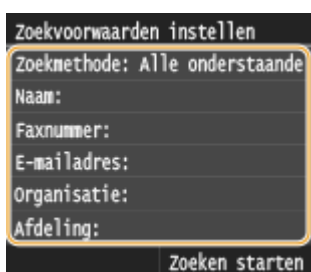 Zoekvoorwaarden instellen
Zoekmethode: Alle onderstaande
Naam:
Faxnummer:
E-mailadres:
Organisatie:
Afdeling:
Zoeken starten